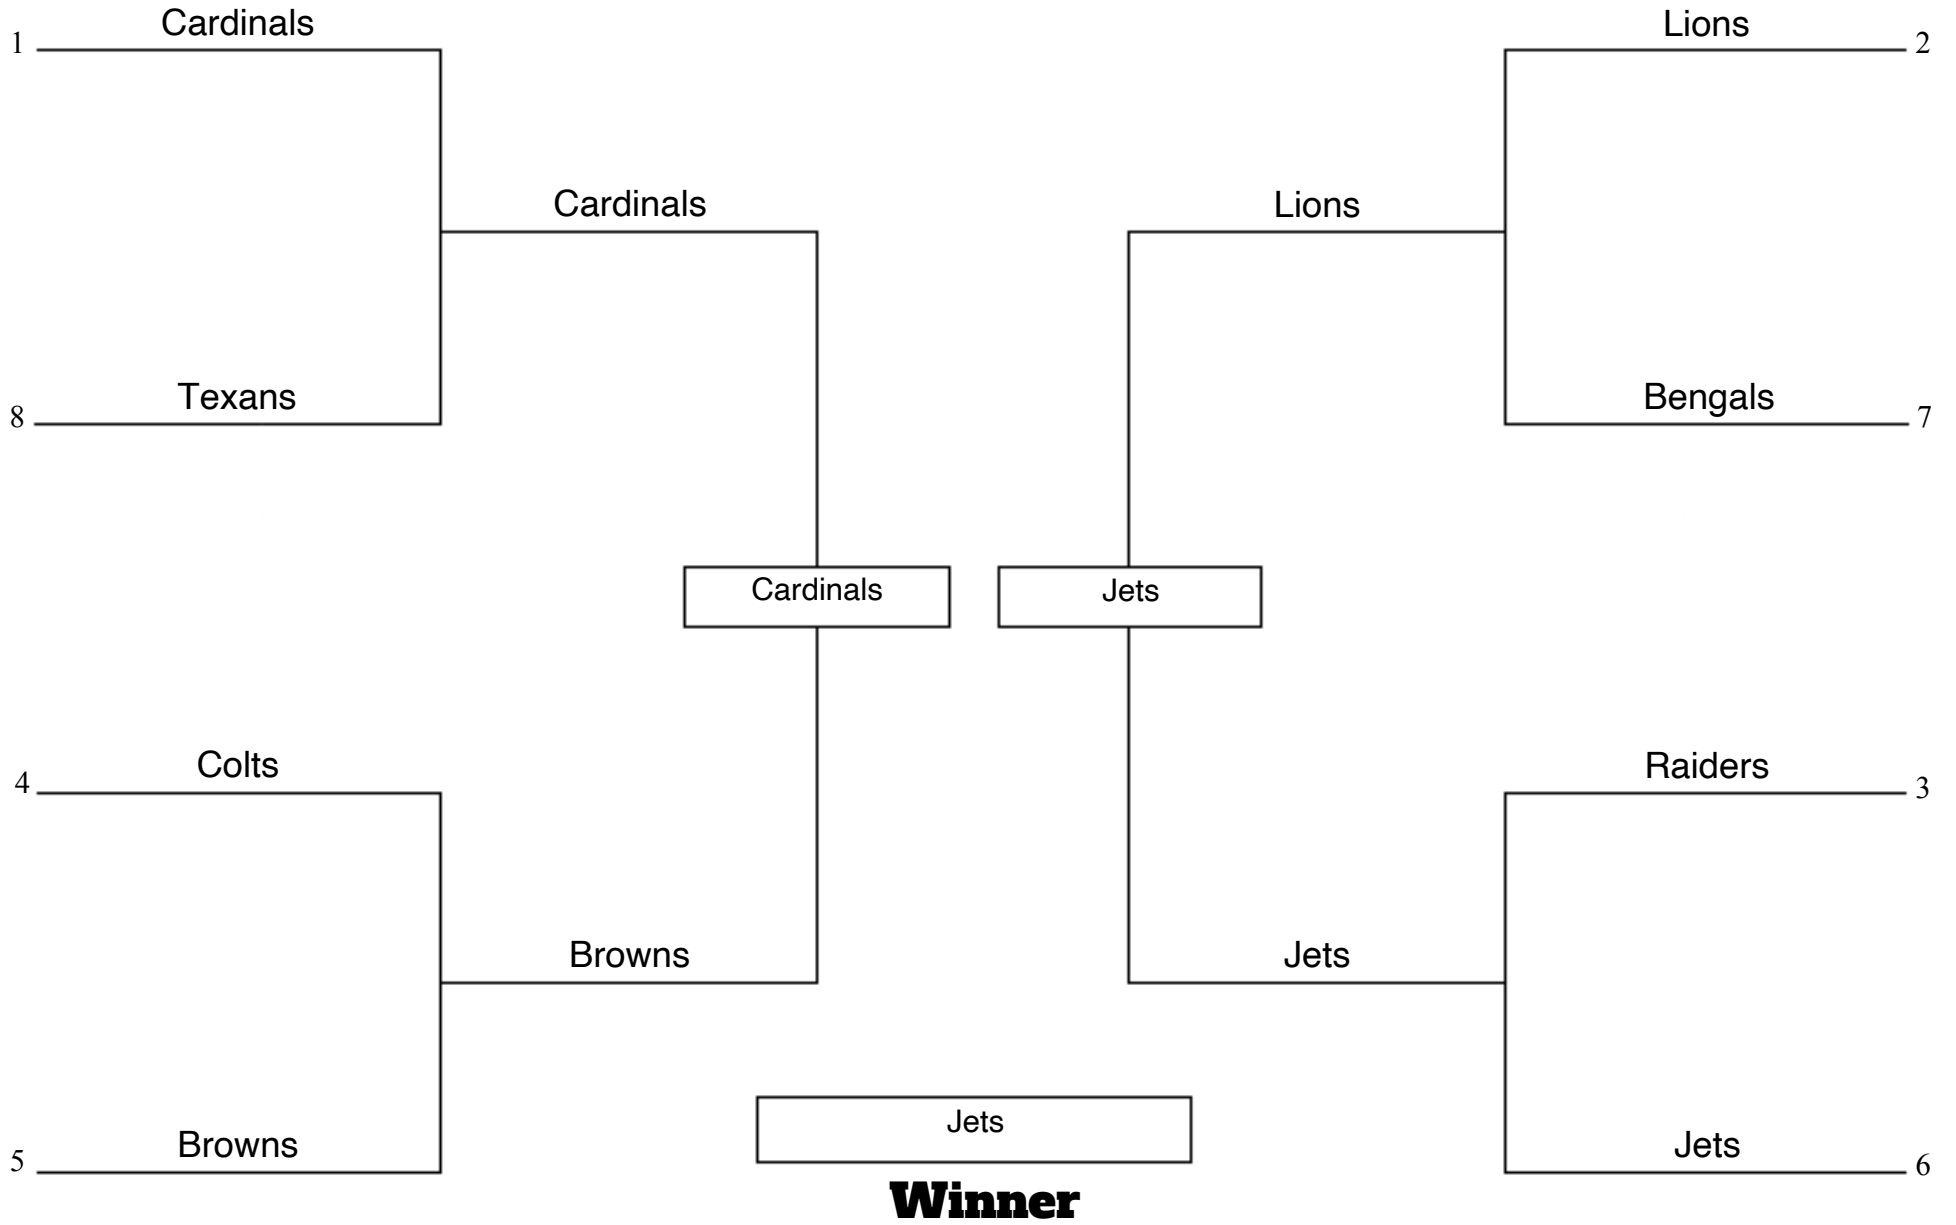 Cardinals
1
Lions
2
Cardinals
Lions
Texans
8
Bengals
7
Cardinals
Jets
Colts
4
Raiders
3
Browns
Jets
Jets
Browns
5
Jets
6
Winner